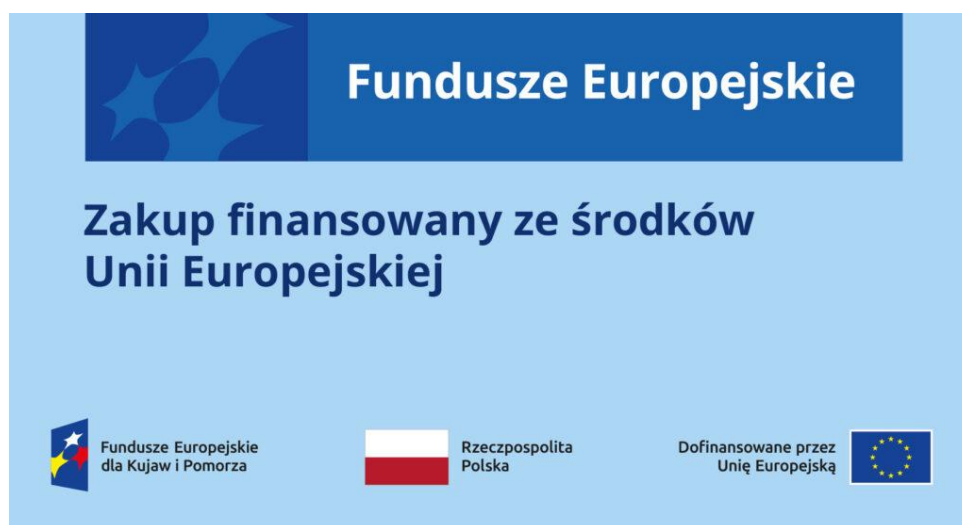 Fundusze Europejskie
Zakup finansowany ze środków
Unii Europejskiej
Fundusze Europejskie
dla Kujaw i Pomorza
Rzeczpospolita
Polska
Dofinansowane przez
Unię Europejską